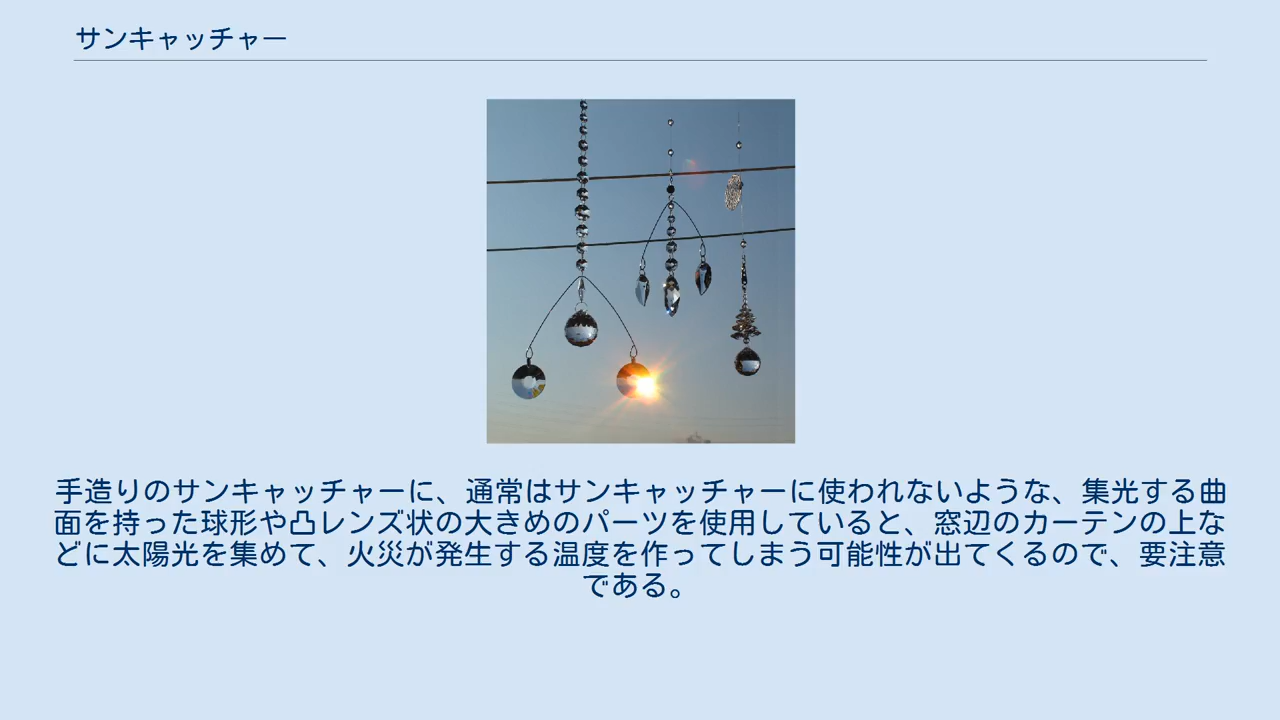 サンキャッチャー
手造りのサンキャッチャーに、通常はサンキャッチャーに使われないような、集光する曲
面を持った球形や凸レンズ状の大きめのパーツを使用していると、窓辺のカーテンの上な
どに太陽光を集めて、火災が発生する温度を作ってしまう可能性が出てくるので、要注意
である。